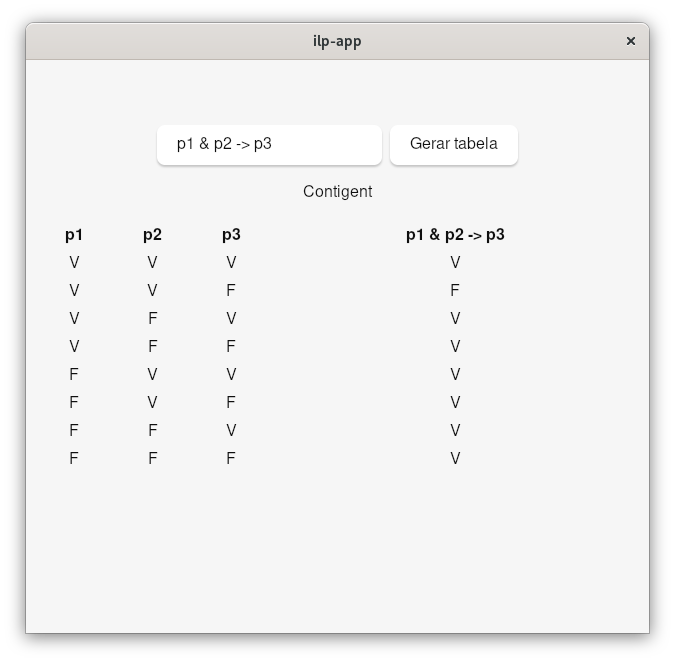 ilp-app ×
p1 & p2 -> p3 Gerar tabela
Contigent
p1 p2 p3 p1 & p2 -> p3
V V V V
V V F F
V F V V
V F F V
F V V V
F V F V
F F V V
F F F V